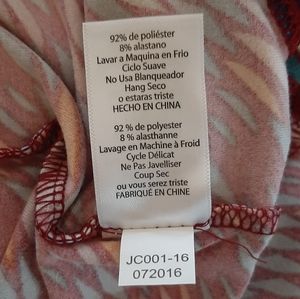 92% de poliéster
8% alastano
Lavar a Maquina en Frio
Ciclo Suave
No Usa Blanqueador
Hang Seco
o estaras triste
HECHO EN CHINA
92 % de polyester
8% alasthanne
Lavage en Machine à Froid
Cycle Délicat
Ne Pas Javelliser
Coup Sec
ou vous serez triste
FABRIQUÉ EN CHINE
JC001-16
072016